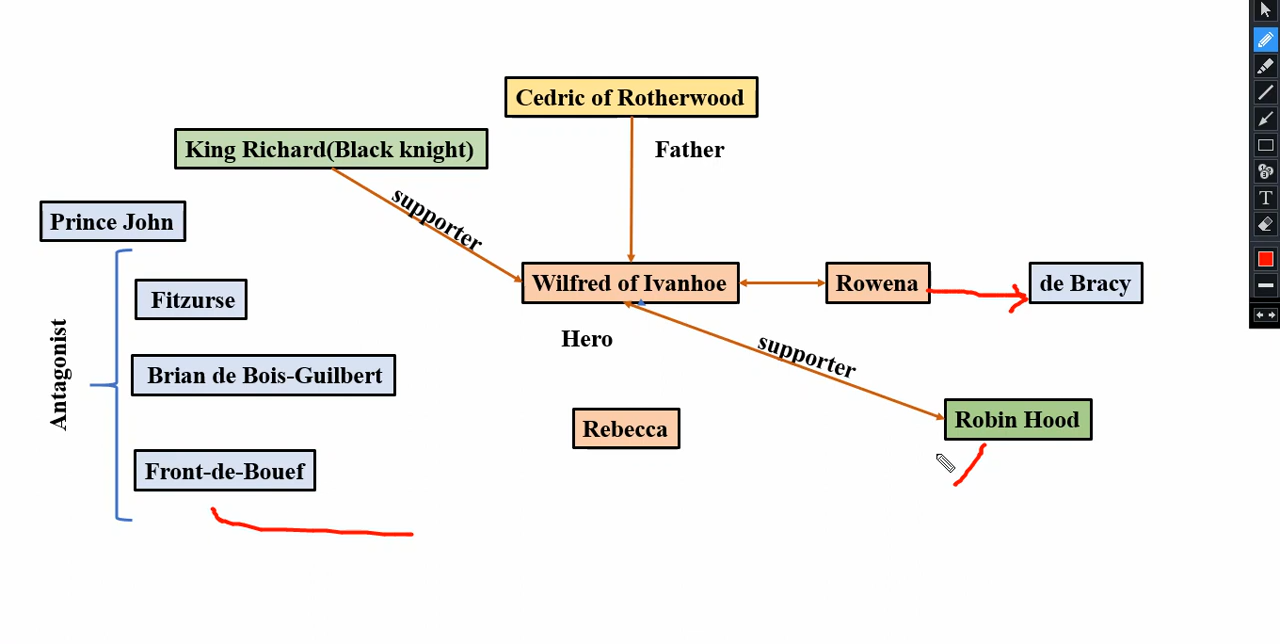 Cedric of Rotherwood
King Richard(Black knight)
Father
supporter
Prince John
Wilfred of Ivanhoe
Rowena
de Bracy
Fitzurse
Hero
supporter
Antagonist
Brian de Bois-Guilbert
Rebecca
Robin Hood
Front-de-Bouef